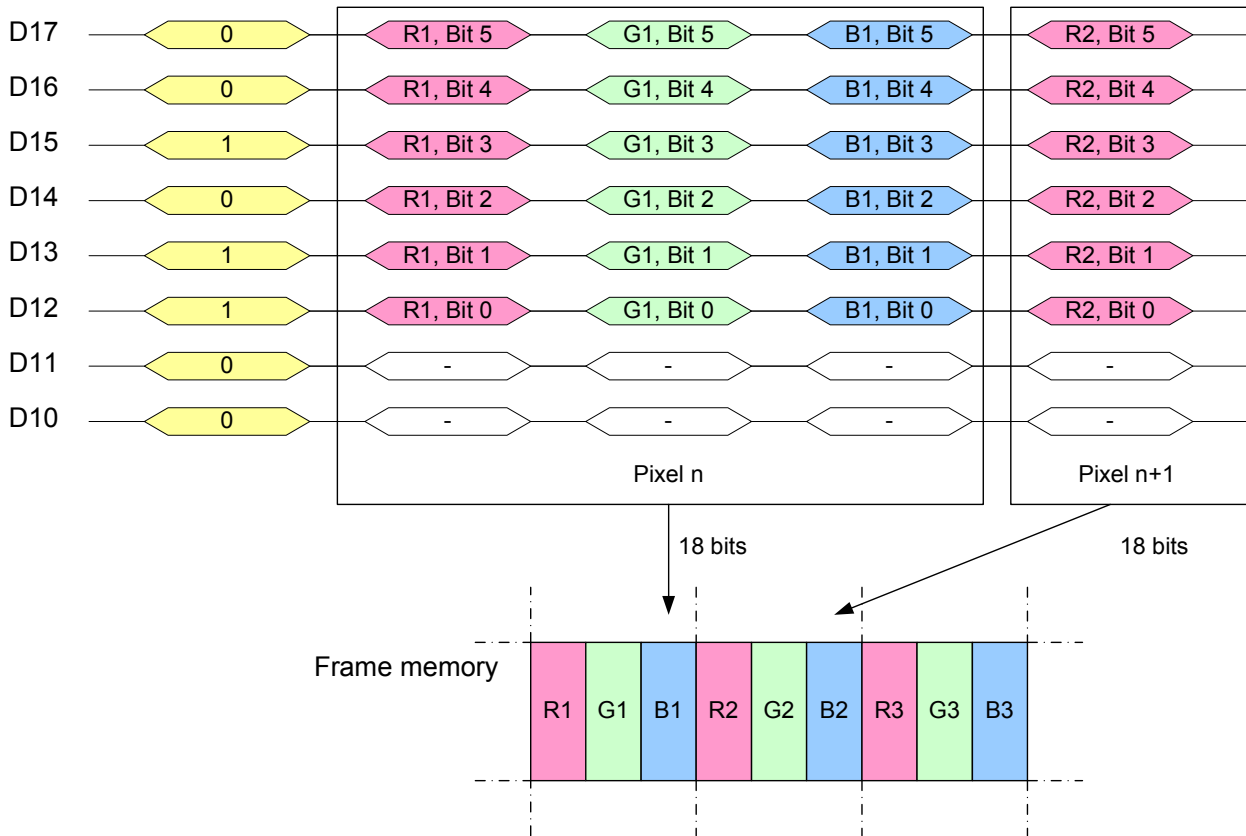 D17 0 R1, Bit 5 G1, Bit 5 B1, Bit 5 R2, Bit 5
D16 0 R1, Bit 4 G1, Bit 4 B1, Bit 4 R2, Bit 4
D15 1 R1, Bit 3 G1, Bit 3 B1, Bit 3 R2, Bit 3
D14 0 R1, Bit 2 G1, Bit 2 B1, Bit 2 R2, Bit 2
D13 1 R1, Bit 1 G1, Bit 1 B1, Bit 1 R2, Bit 1
D12 1 R1, Bit 0 G1, Bit 0 B1, Bit 0 R2, Bit 0
D11 0 - - - -
D10 0 - - - -
Pixel n Pixel n+1
18 bits 18 bits
Frame memory
R1 G1 B1 R2 G2 B2 R3 G3 B3